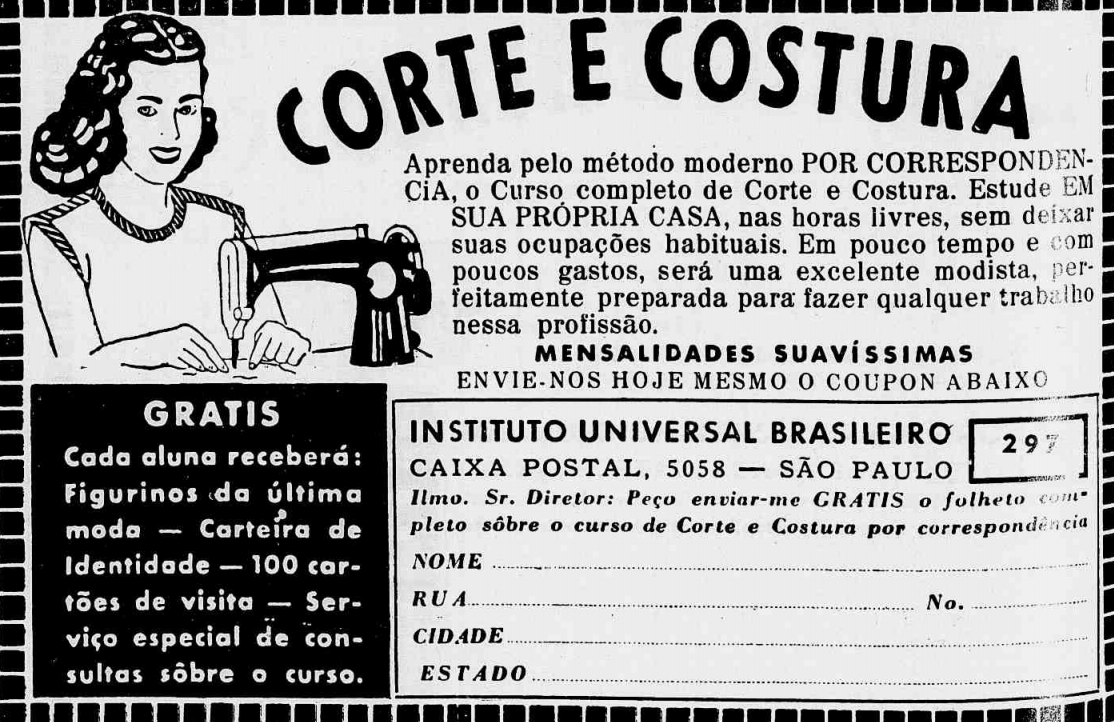 CORTE E COSTURA
Aprenda pelo método moderno POR CORRESPONDEN-
CiA, o Curso completo de Corte e Costura. Estude EM
SUA PRÓPRIA CASA, nas horas livres, sem deixar
suas ocupações habituais. Em pouco tempo e com
poucos gastos, será uma excelente modista, per-
feitamente preparada para fazer qualquer trabalho
nessa profissão.
MENSALIDADES SUAVÍSSIMAS
ENVIE-NOS HOJE MESMO O COUPON ABAIXO
GRATIS
Cada aluna receberá:
Figurinos da última
moda — Carteira de
Identidade — 100 car-
tões de visita — Ser-
viço especial de con-
sultas sôbre o curso.
INSTITUTO UNIVERSAL BRASILEIRO
297
CAIXA POSTAL, 5058 — SÃO PAULO
Ilmo. Sr. Diretor: Peço enviar-me GRATIS o folheto com-
pleto sôbre o curso de Corte e Costura por correspondência
NOME
RUA No.
CIDADE
ESTADO